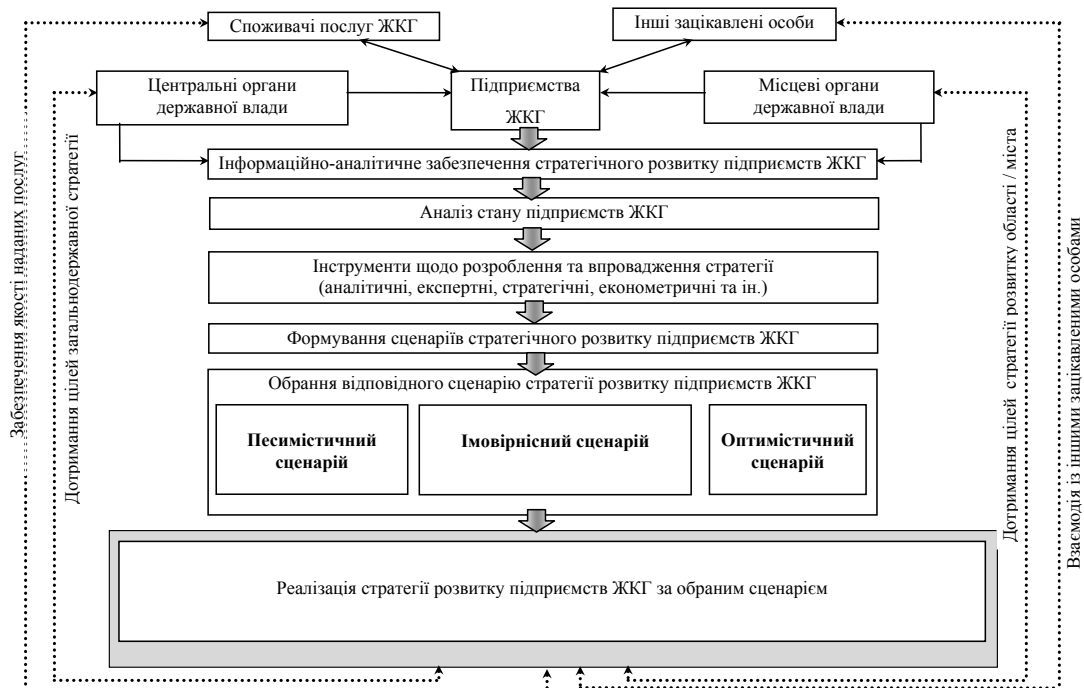 Споживачі послуг ЖКГ
Інші зацікавлені особи
Центральні органи
державної влади
Підприємства
ЖКГ
Місцеві органи
державної влади
Інформаційно-аналітичне забезпечення стратегічного розвитку підприємств ЖКГ
Аналіз стану підприємств ЖКГ
Інструменти щодо розроблення та впровадження стратегії
(аналітичні, експертні, стратегічні, економетричні та ін.)
Формування сценаріїв стратегічного розвитку підприємств ЖКГ
Обрання відповідного сценарію стратегії розвитку підприємств ЖКГ
Песимістичний
сценарій
Імовірнісний сценарій
Оптимістичний
сценарій
Реалізація стратегії розвитку підприємств ЖКГ за обраним сценарієм
Забезпечення якості наданих послуг
Дотримання цілей загальнодержавної стратегії
Дотримання цілей стратегії розвитку області / міста
Взаємодія із іншими зацікавленими особами